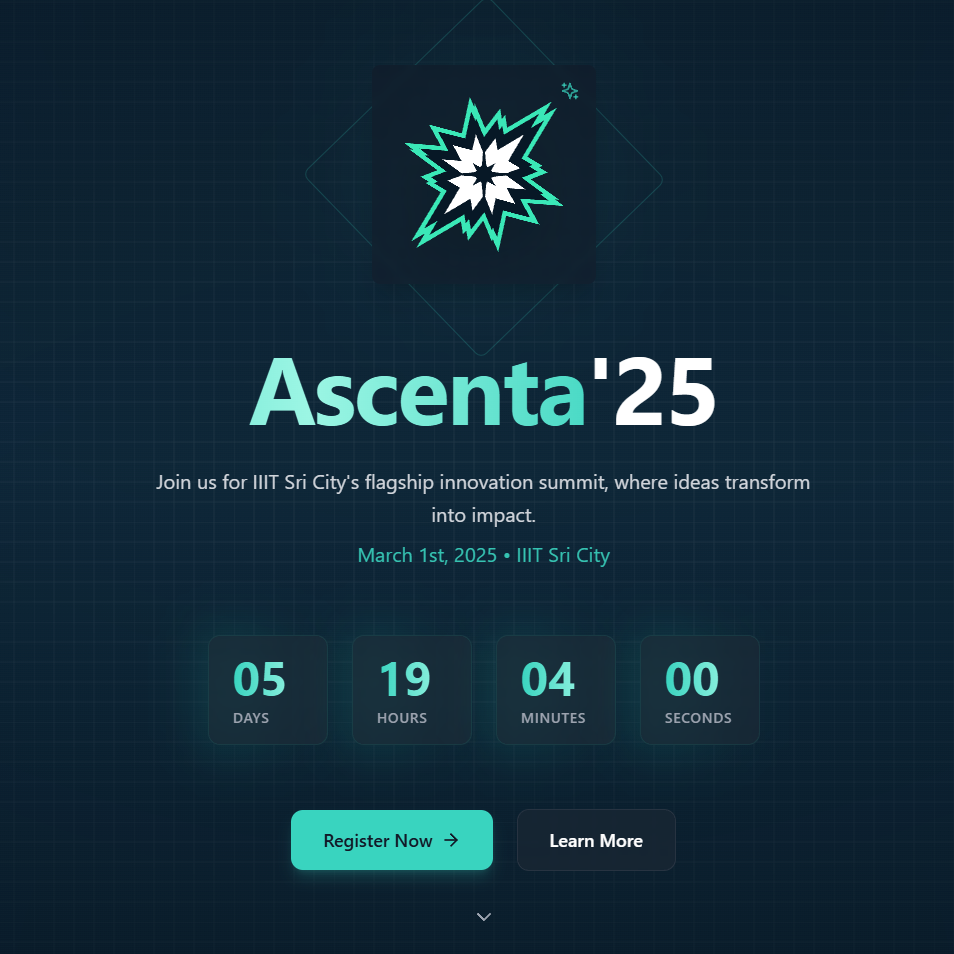 Ascenta'25
Join us for IIIT Sri City's flagship innovation summit, where ideas transform
into impact.
March 1st, 2025 • IIIT Sri City
05 19 04 00
DAYS HOURS MINUTES SECONDS
Register Now → Learn More